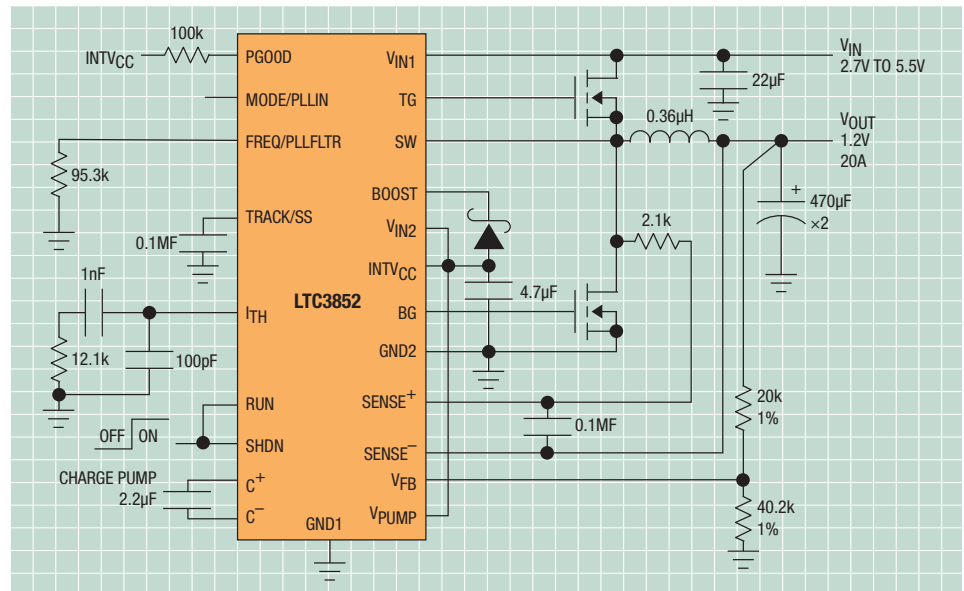 100k
INTVCC
PGOOD
MODE/PLLIN
FREQ/PLLFLTR
95.3k
TRACK/SS
0.1MF
1nF
ITH
12.1k
100pF
RUN
OFF ON
SHDN
CHARGE PUMP
2.2µF
C+
C−
GND1
LTC3852
VIN1
TG
SW
BOOST
VIN2
INTVCC
BG
GND2
SENSE+
SENSE−
VFB
VPUMP
4.7µF
2.1k
0.1MF
0.36µH
22µF
VIN
2.7V TO 5.5V
VOUT
1.2V
20A
+
470µF
×2
20k
1%
40.2k
1%